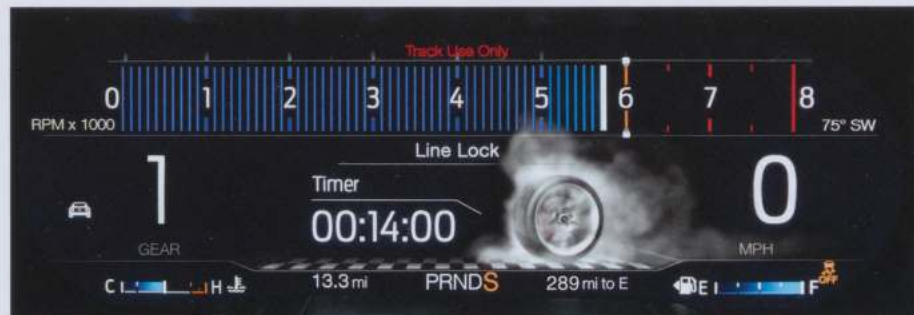 Track Use Only
0 1 2 3 4 5 6 7 8
RPM x 1000
75° SW
Line Lock
1
GEAR
Timer
00:14:00
0
MPH
C H
13.3 mi
PRNDS
289 mi to E
E F
OFF